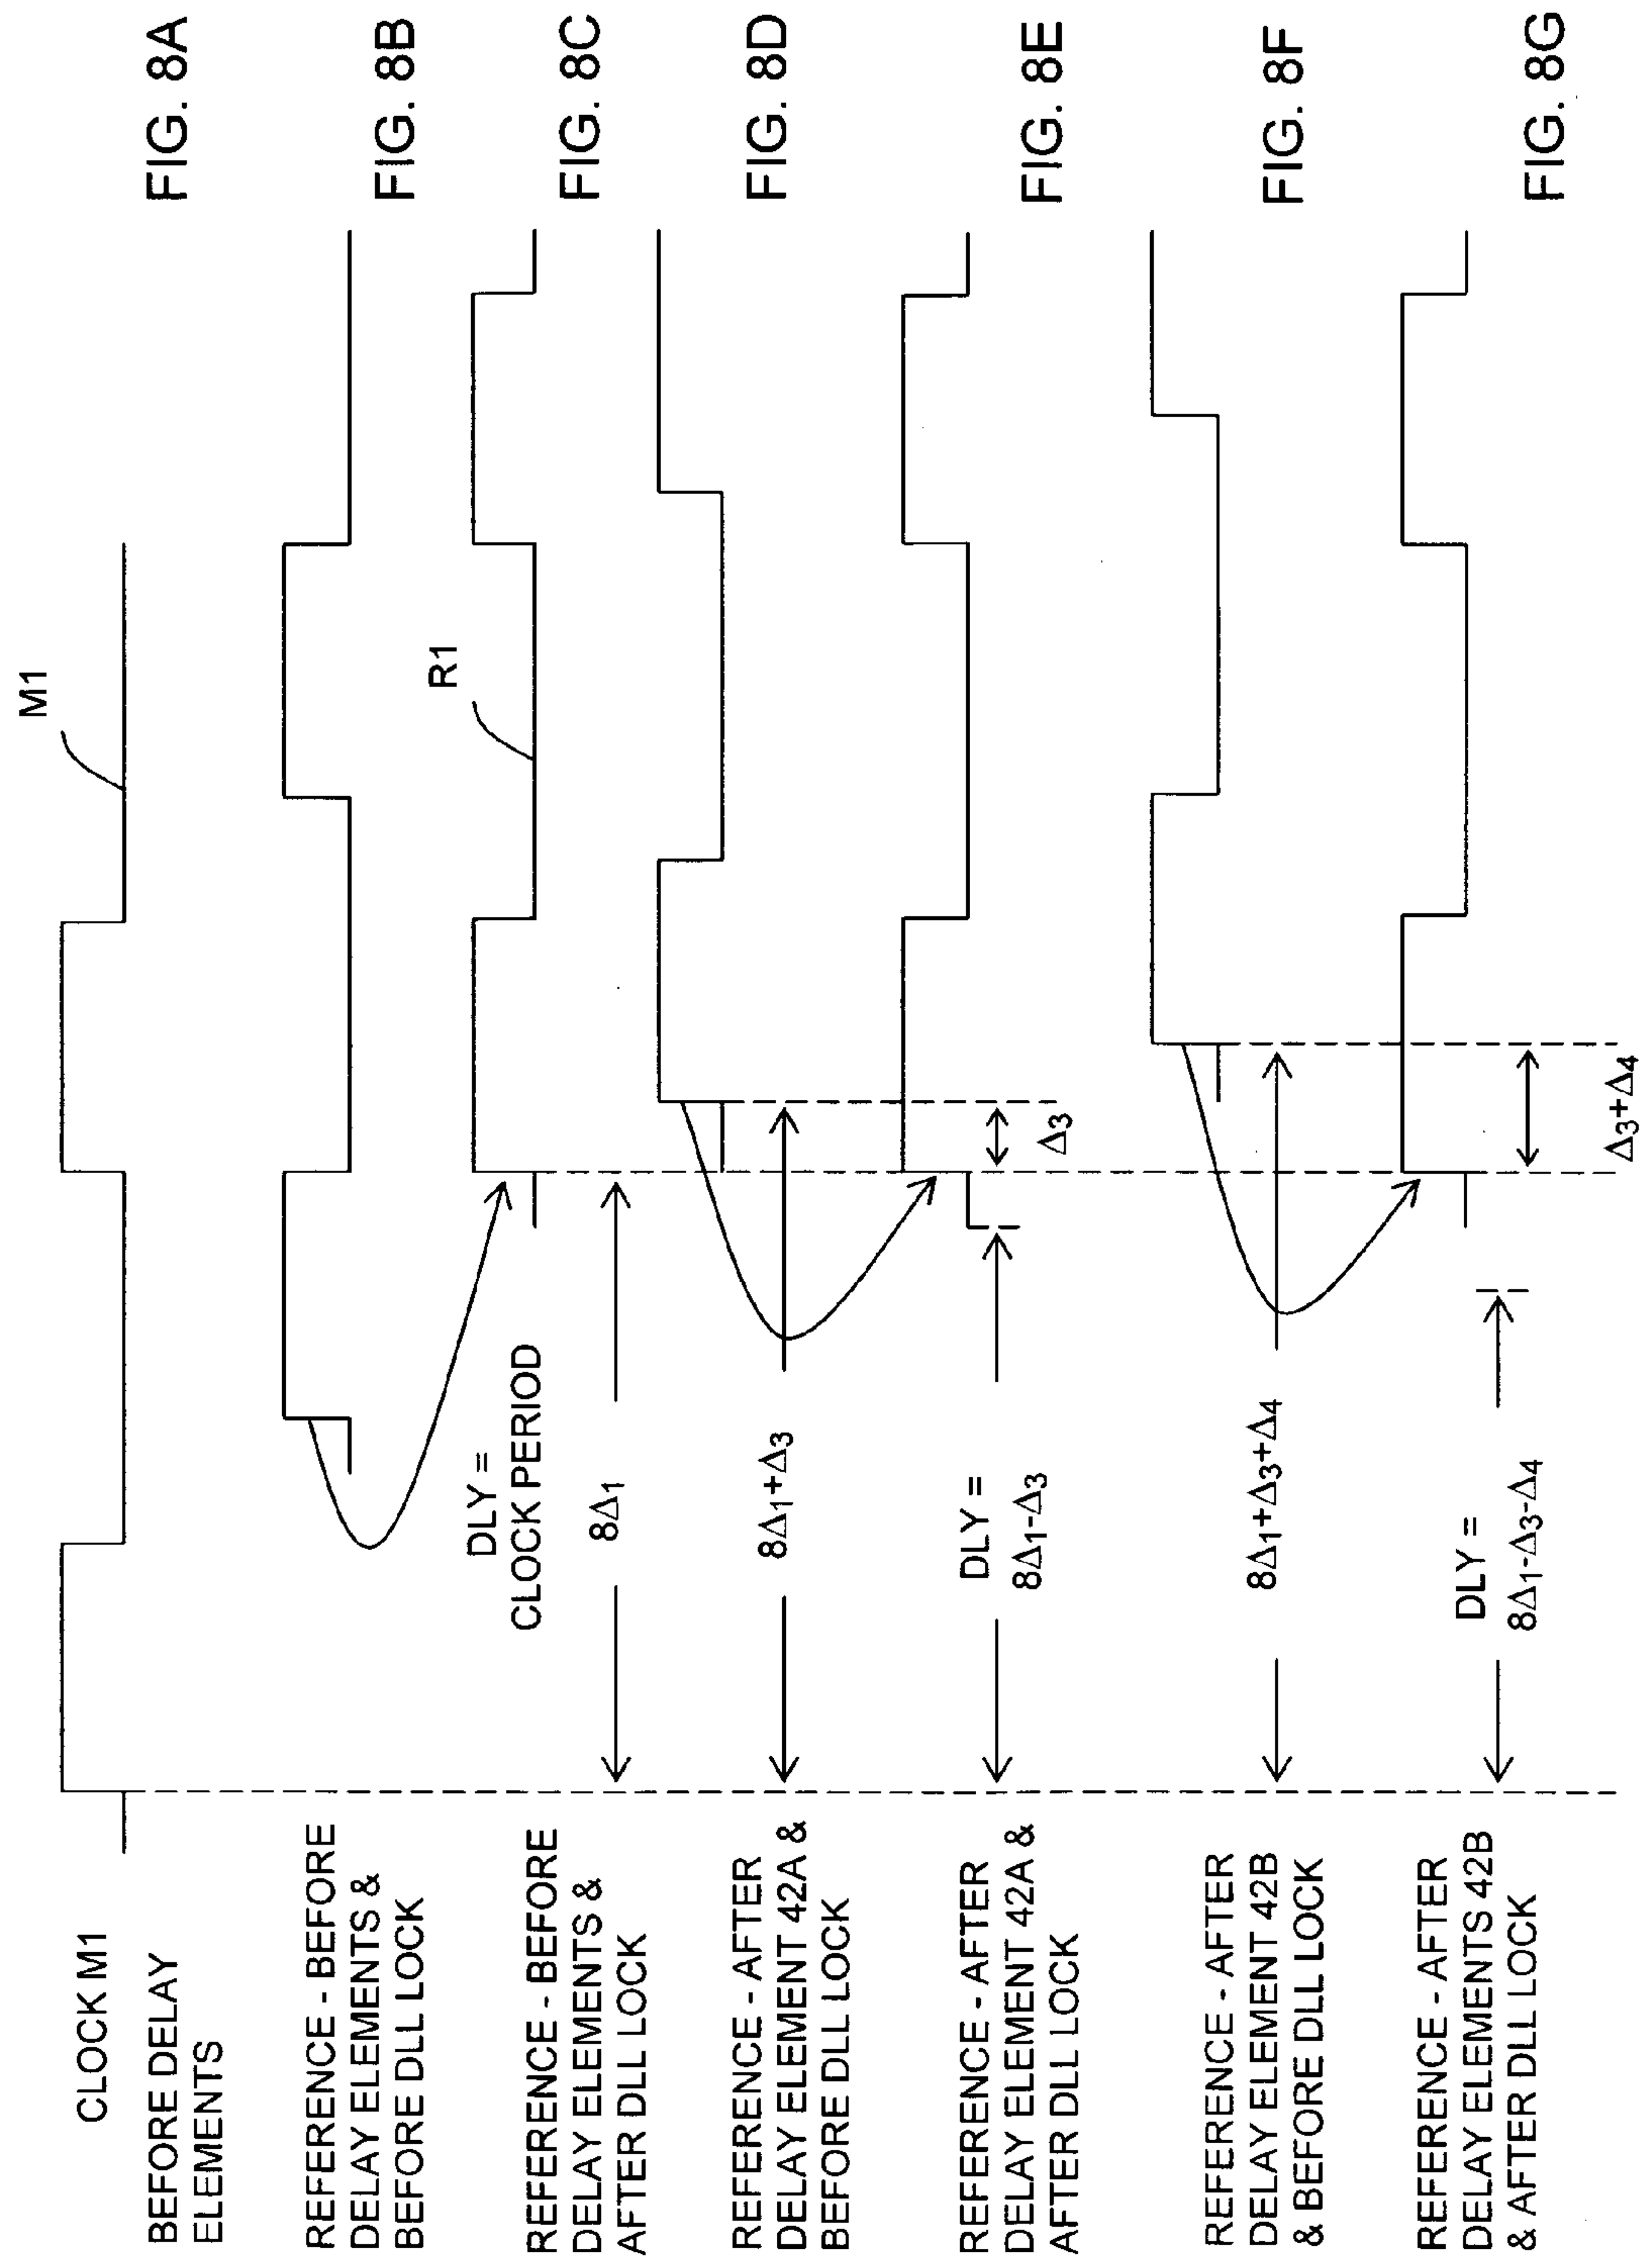 CLOCK M1
BEFORE DELAY
ELEMENTS
M1
FIG. 8A
REFERENCE - BEFORE
DELAY ELEMENTS &
BEFORE DLL LOCK
FIG. 8B
REFERENCE - BEFORE
DELAY ELEMENTS &
AFTER DLL LOCK
DLY =
CLOCK PERIOD
8Δ1
R1
FIG. 8C
REFERENCE - AFTER
DELAY ELEMENT 42A &
BEFORE DLL LOCK
8Δ1+Δ3
FIG. 8D
REFERENCE - AFTER
DELAY ELEMENT 42A &
AFTER DLL LOCK
DLY =
8Δ1-Δ3
Δ3
FIG. 8E
REFERENCE - AFTER
DELAY ELEMENT 42B
& BEFORE DLL LOCK
8Δ1+Δ3+Δ4
FIG. 8F
REFERENCE - AFTER
DELAY ELEMENTS 42B
& AFTER DLL LOCK
DLY =
8Δ1-Δ3-Δ4
Δ3+Δ4
FIG. 8G